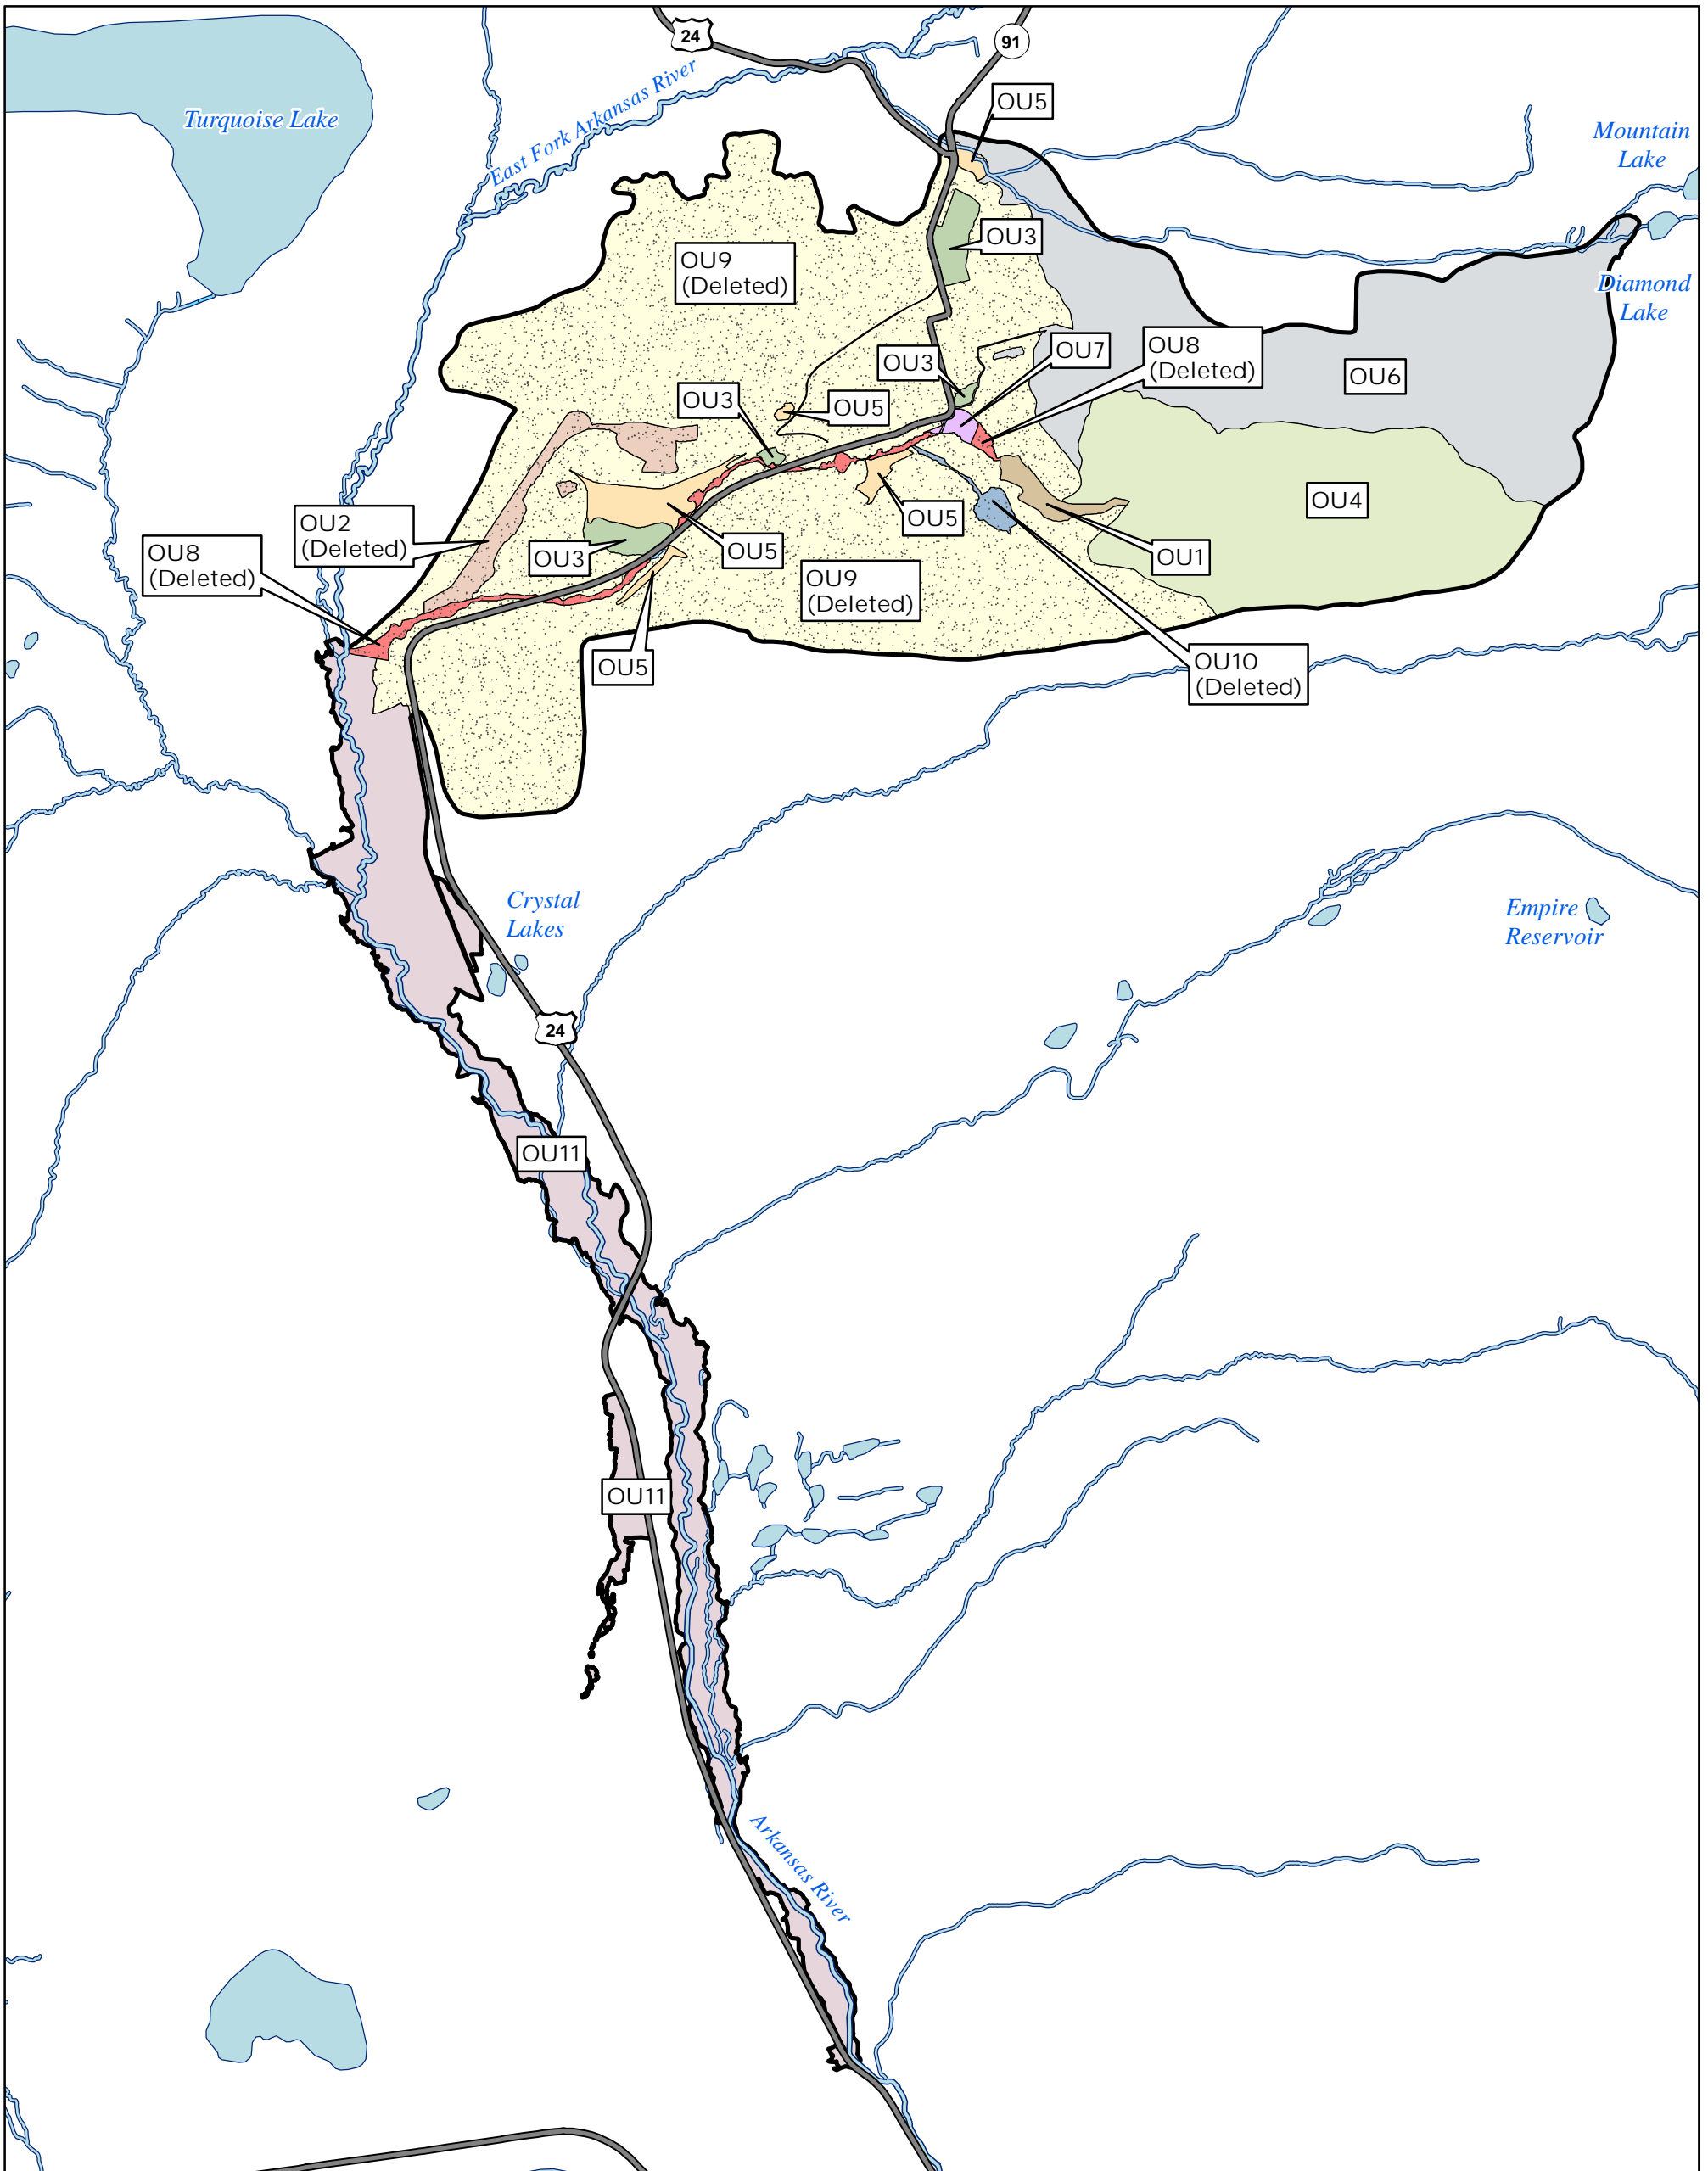 24
91
East Fork Arkansas River
OU5
Turquoise Lake
Mountain
Lake
OU3
OU9
(Deleted)
Diamond
Lake
OU3
OU7
OU8
(Deleted)
OU6
OU3
OU5
OU4
OU2
(Deleted)
OU5
OU8
(Deleted)
OU3
OU5
OU1
OU9
(Deleted)
OU5
OU10
(Deleted)
Crystal
Lakes
Empire
Reservoir
24
OU11
OU11
Arkansas River